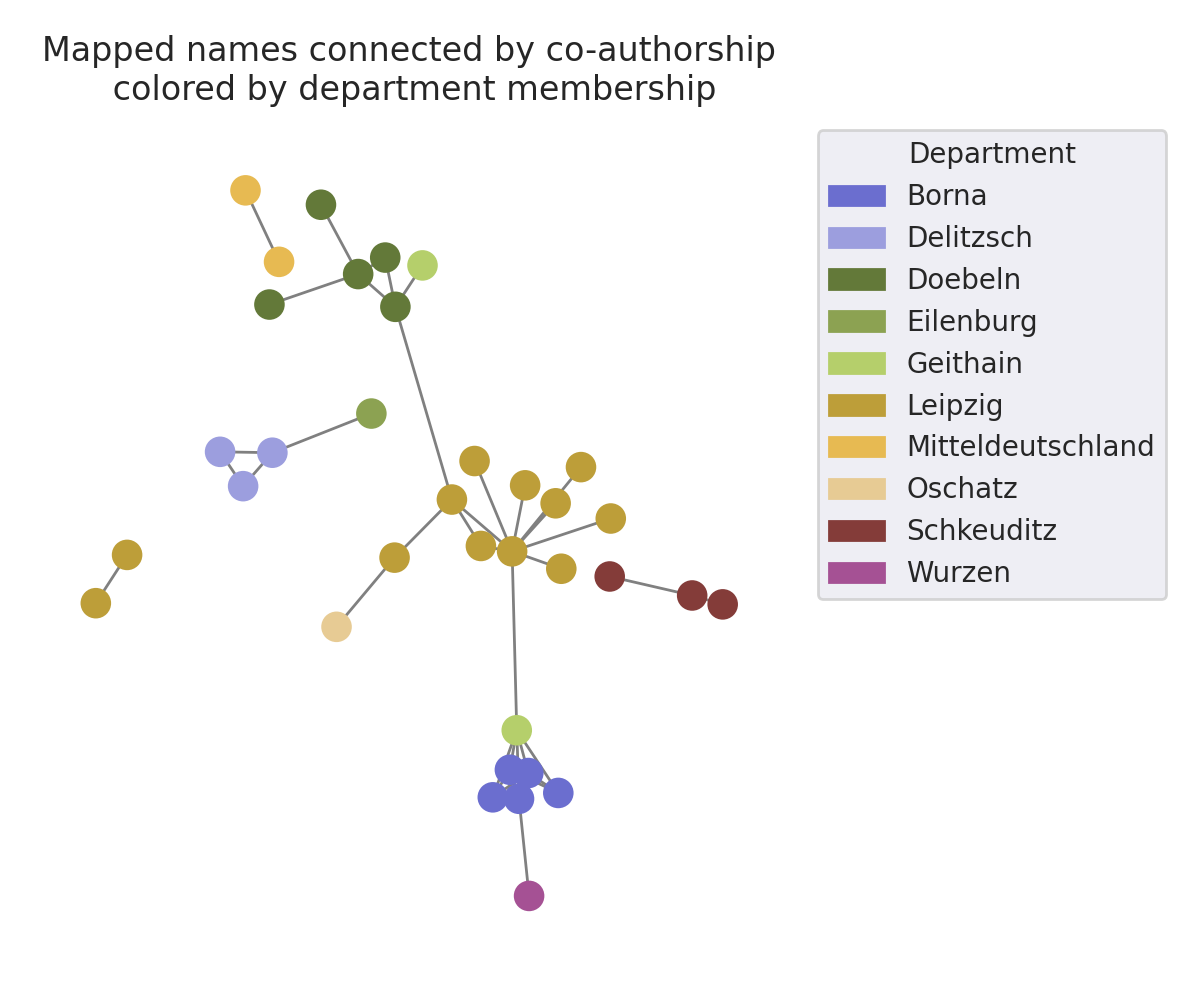 Mapped names connected by co-authorship
colored by department membership
Department
Borna
Delitzsch
Doebeln
Eilenburg
Geithain
Leipzig
Mitteldeutschland
Oschatz
Schkeuditz
Wurzen